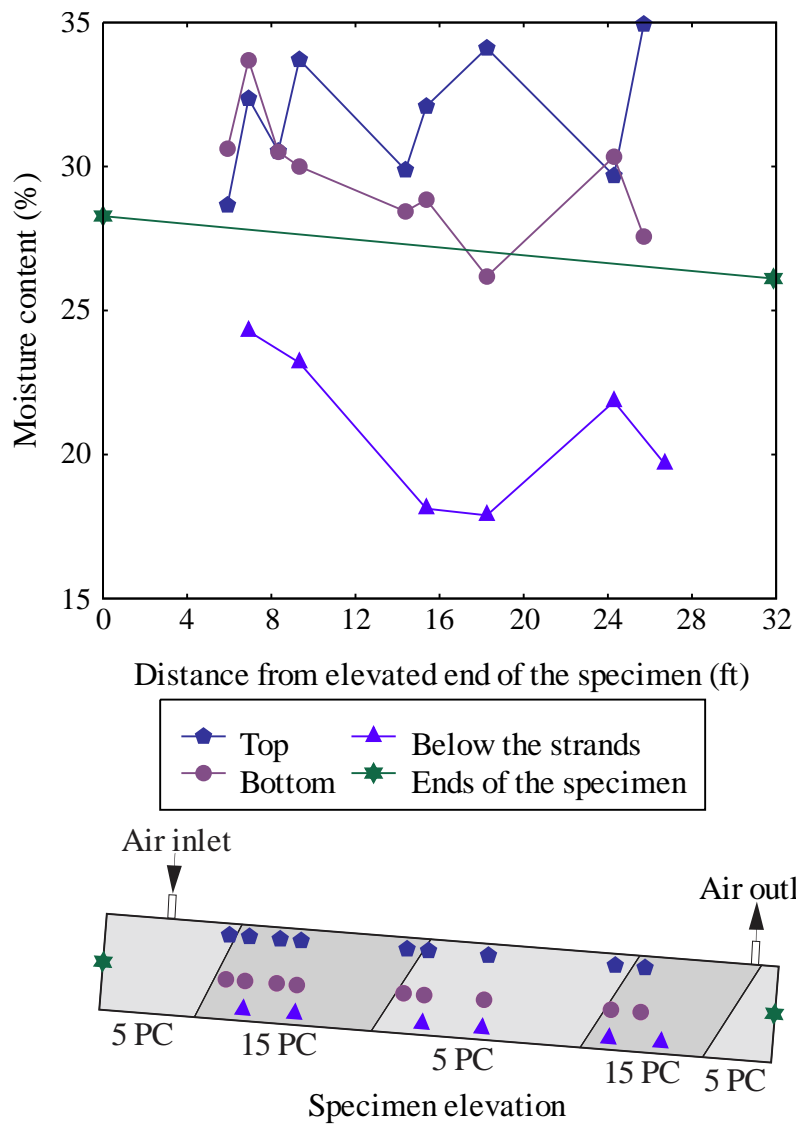 35
30
25
20
15
Moisture content (%)
0 4 8 12 16 20 24 28 32
Distance from elevated end of the specimen (ft)
Top
Below the strands
Bottom
Ends of the specimen
Air inlet
Air outl
5 PC
15 PC
5 PC
15 PC
5 PC
Specimen elevation